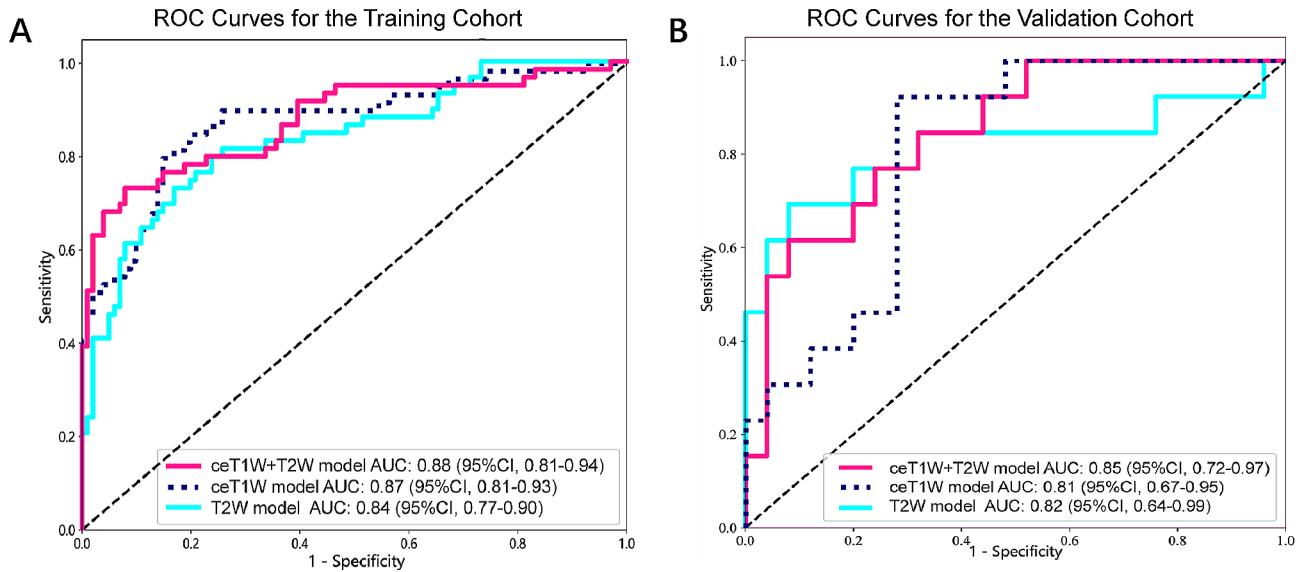 A
ROC Curves for the Training Cohort
1.0
0.8
0.6
0.4
0.2
0.0
Sensitivity
ceT1W+T2W model AUC: 0.88 (95%CI, 0.81-0.94)
ceT1W model AUC: 0.87 (95%CI, 0.81-0.93)
T2W model AUC: 0.84 (95%CI, 0.77-0.90)
0.0 0.2 0.4 0.6 0.8 1.0
1 - Specificity
B
ROC Curves for the Validation Cohort
1.0
0.8
0.6
0.4
0.2
0.0
Sensitivity
ceT1W+T2W model AUC: 0.85 (95%CI, 0.72-0.97)
ceT1W model AUC: 0.81 (95%CI, 0.67-0.95)
T2W model AUC: 0.82 (95%CI, 0.64-0.99)
0.0 0.2 0.4 0.6 0.8 1.0
1 - Specificity